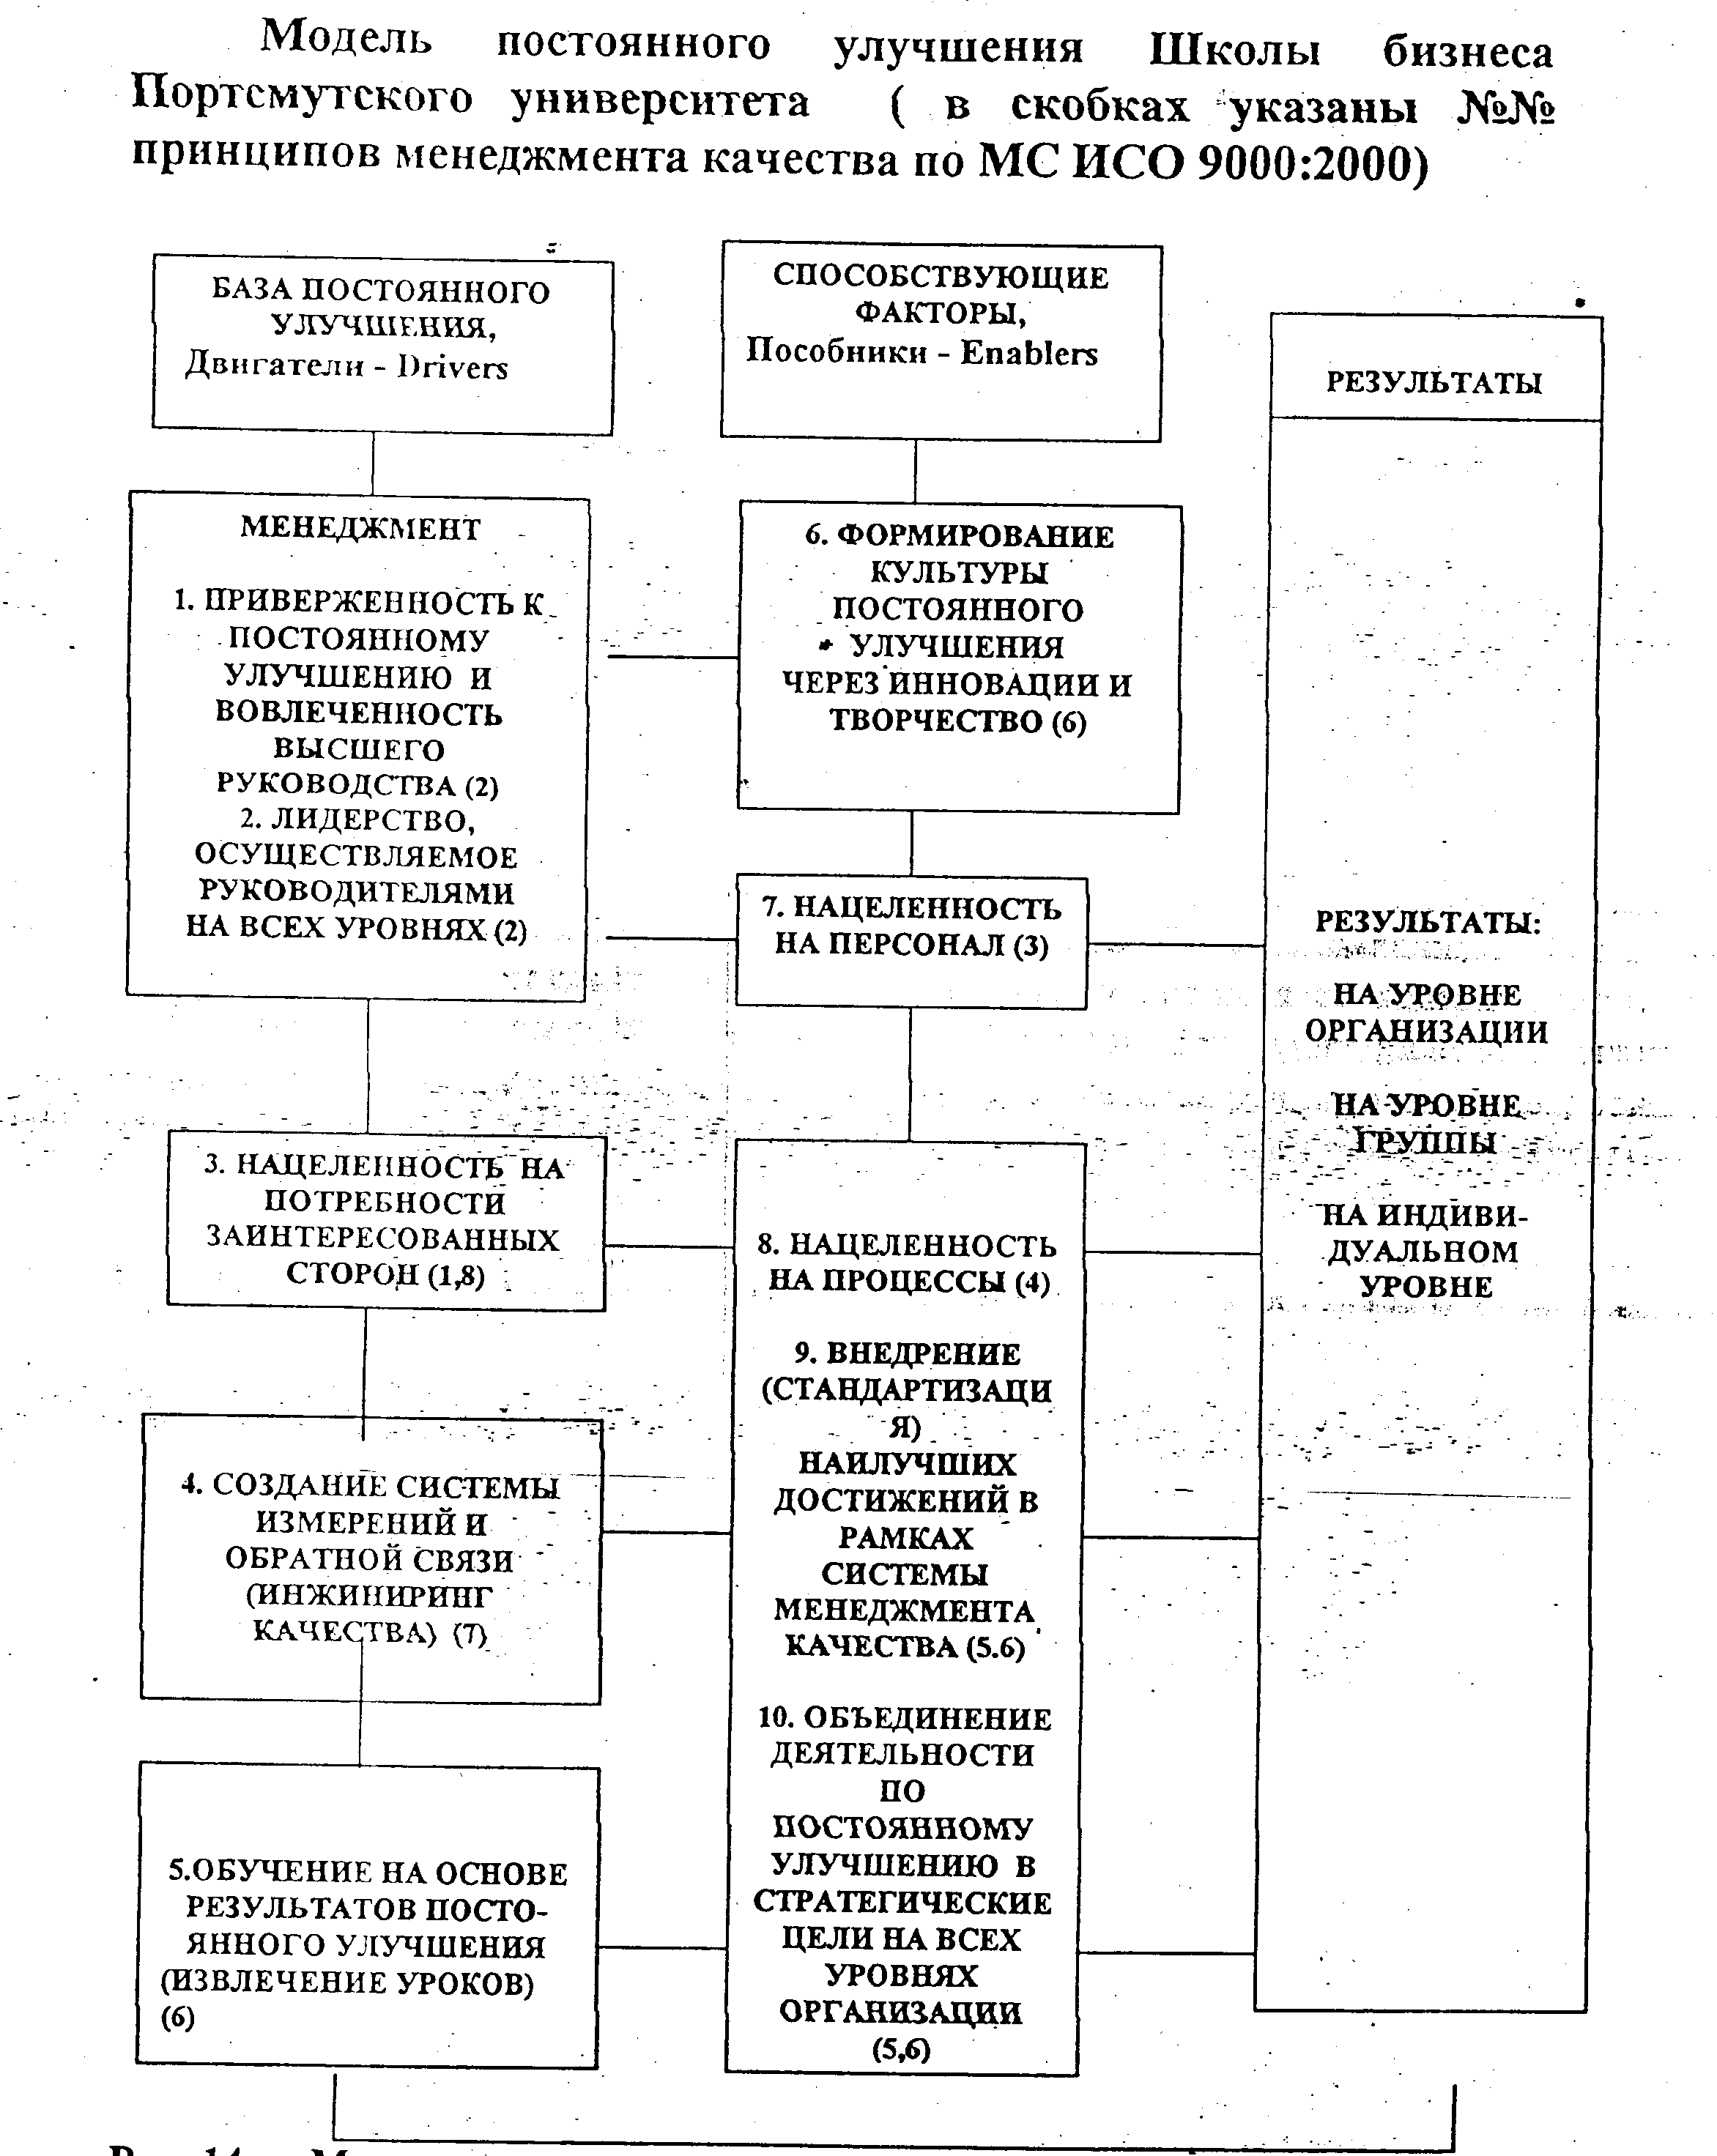 Модель постоянного улучшения Школы бизнеса
Портсмутского университета ( в скобках указаны №№
принципов менеджмента качества по МС ИСО 9000:2000)
БАЗА ПОСТОЯННОГО
УЛУЧШЕНИЯ,
Двигатели - Drivers
СПОСОБСТВУЮЩИЕ
ФАКТОРЫ,
Пособники - Enablers
РЕЗУЛЬТАТЫ
МЕНЕДЖМЕНТ
1. ПРИВЕРЖЕННОСТЬ К
ПОСТОЯННОМУ
УЛУЧШЕНИЮ И
ВОВЛЕЧЕННОСТЬ
ВЫСШЕГО
РУКОВОДСТВА (2)
2. ЛИДЕРСТВО,
ОСУЩЕСТВЛЯЕМОЕ
РУКОВОДИТЕЛЯМИ
НА ВСЕХ УРОВНЯХ (2)
3. НАЦЕЛЕННОСТЬ НА
ПОТРЕБНОСТИ
ЗАИНТЕРЕСОВАННЫХ
СТОРОН (1,8)
4. СОЗДАНИЕ СИСТЕМЫ
ИЗМЕРЕНИЙ И
ОБРАТНОЙ СВЯЗИ
(ИНЖИНИРИНГ
КАЧЕСТВА) (7)
5.ОБУЧЕНИЕ НА ОСНОВЕ
РЕЗУЛЬТАТОВ ПОСТО-
ЯННОГО УЛУЧШЕНИЯ
(ИЗВЛЕЧЕНИЕ УРОКОВ)
(6)
6. ФОРМИРОВАНИЕ
КУЛЬТУРЫ
ПОСТОЯННОГО
УЛУЧШЕНИЯ
ЧЕРЕЗ ИННОВАЦИИ И
ТВОРЧЕСТВО (6)
7. НАЦЕЛЕННОСТЬ
НА ПЕРСОНАЛ (3)
8. НАЦЕЛЕННОСТЬ
НА ПРОЦЕССЫ (4)
9. ВНЕДРЕНИЕ
(СТАНДАРТИЗАЦИ
Я)
НАИЛУЧШИХ
ДОСТИЖЕНИЙ В
РАМКАХ
СИСТЕМЫ
МЕНЕДЖМЕНТА
КАЧЕСТВА (5.6)
10. ОБЪЕДИНЕНИЕ
ДЕЯТЕЛЬНОСТИ
ПО
ПОСТОЯННОМУ
УЛУЧШЕНИЮ В
СТРАТЕГИЧЕСКИЕ
ЦЕЛИ НА ВСЕХ
УРОВНЯХ
ОРГАНИЗАЦИИ
(5,6)
РЕЗУЛЬТАТЫ:
НА УРОВНЕ
ОРГАНИЗАЦИИ
НА УРОВНЕ
ГРУППЫ
НА ИНДИВИ-
ДУАЛЬНОМ
УРОВНЕ